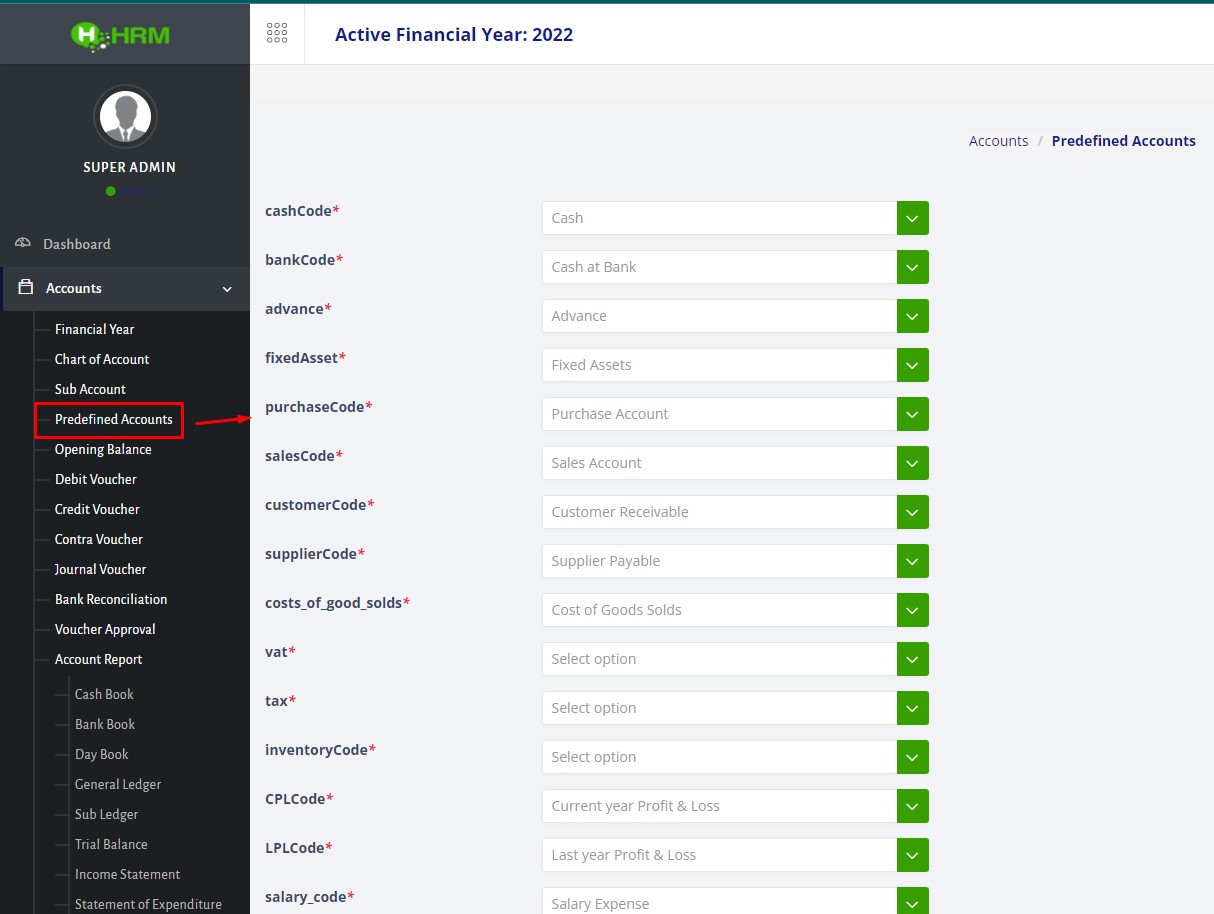 HRM
Active Financial Year: 2022
SUPER ADMIN
Accounts / Predefined Accounts
Dashboard
Accounts
Financial Year
Chart of Account
Sub Account
Predefined Accounts
Opening Balance
Debit Voucher
Credit Voucher
Contra Voucher
Journal Voucher
Bank Reconciliation
Voucher Approval
Account Report
Cash Book
Bank Book
Day Book
General Ledger
Sub Ledger
Trial Balance
Income Statement
Statement of Expenditure
cashCode* Cash
bankCode* Cash at Bank
advance* Advance
fixedAsset* Fixed Assets
purchaseCode* Purchase Account
salesCode* Sales Account
customerCode* Customer Receivable
supplierCode* Supplier Payable
costs_of_good_solds* Cost of Goods Solds
vat* Select option
tax* Select option
inventoryCode* Select option
CPLCode* Current year Profit & Loss
LPLCode* Last year Profit & Loss
salary_code* Salary Expense